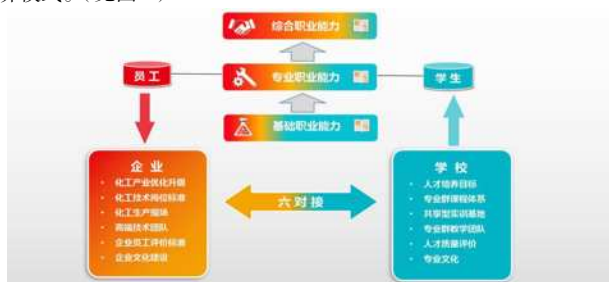 综合职业能力
员工
专业职业能力
学生
基础职业能力
企业
· 化工产业优化升级
· 化工技术岗位标准
· 化工生产现场
· 高端技术团队
· 企业员工评价标准
· 企业文化建设
六对接
学校
· 人才培养目标
· 专业群课程体系
· 共享型实训基地
· 专业群教学团队
· 人才质量评价
· 专业文化